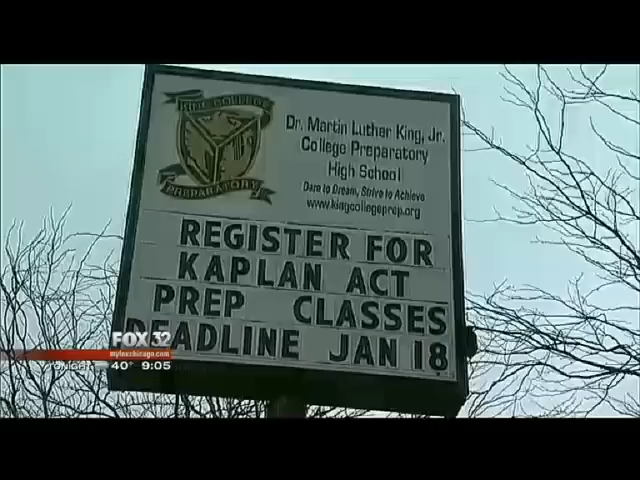 KING COLLEGE
PREPARATORY
Dr. Martin Luther King, Jr.
College Preparatory
High School
Dare to Dream, Strive to Achieve
www.kingcollegeprep.org
REGISTER FOR
KAPLAN ACT
PREP CLASSES
DEADLINE JAN 18
FOX 32
myfoxchicago.com
TONIGHT 40° 9:05